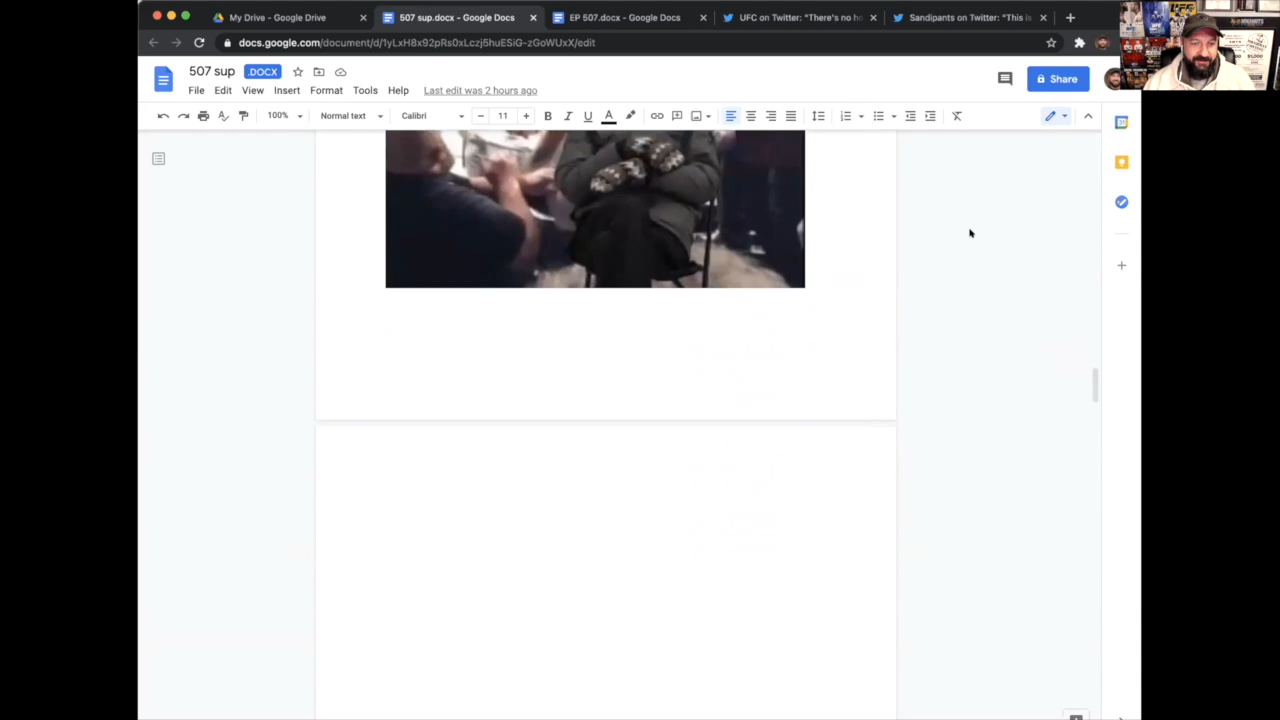 My Drive - Google Drive
507 sup.docx - Google Docs
EP 507.docx - Google Docs
UFC on Twitter: "There's no ho
Sandipants on Twitter: "This is
docs.google.com/document/d/1yLxH8x92pRs0xLczj5huESiG-zGoWUxX/edit
507 sup
.DOCX
Share
File Edit View Insert Format Tools Help Last edit was 2 hours ago
100% Normal text Calibri 11 B I U A
UFC